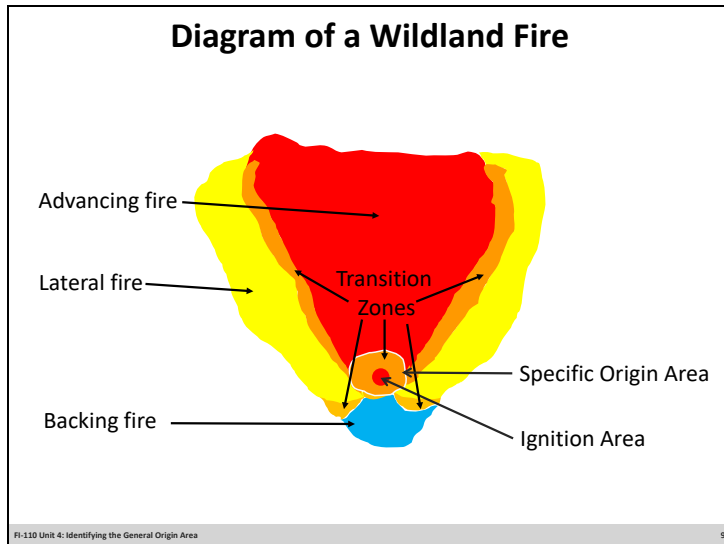 Diagram of a Wildland Fire
Advancing fire
Lateral fire
Transition
Zones
Specific Origin Area
Backing fire
Ignition Area
FI-110 Unit 4: Identifying the General Origin Area
9